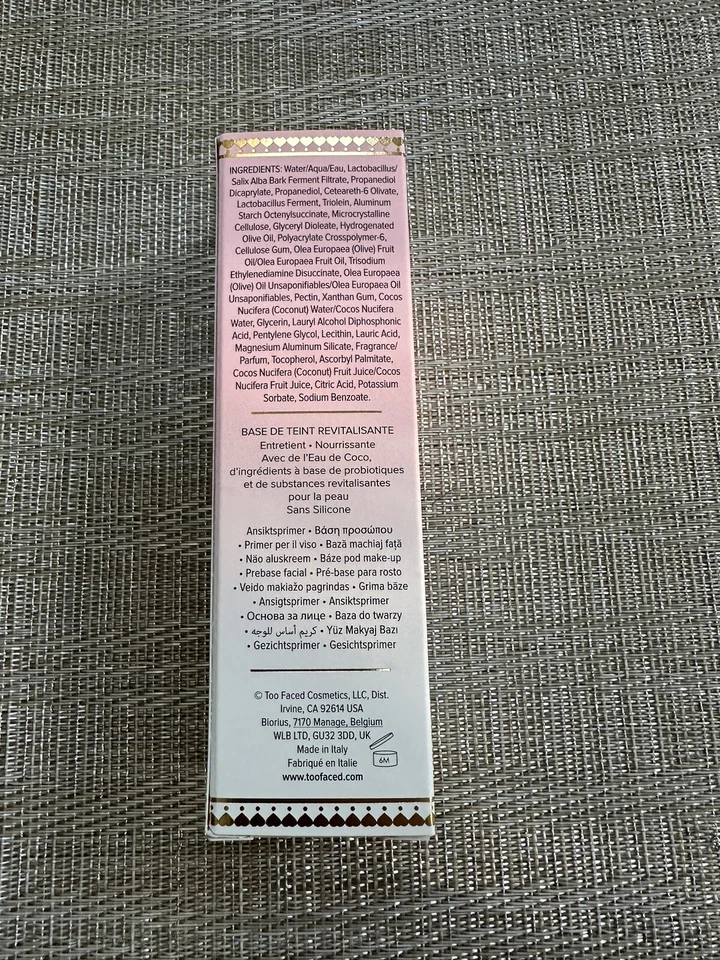 INGREDIENTS: Water/Aqua/Eau, Lactobacillus/
Salix Alba Bark Ferment Filtrate, Propanediol
Dicaprylate, Propanediol, Ceteareth-6 Olivate,
Lactobacillus Ferment, Triolein, Aluminum
Starch Octenylsuccinate, Microcrystalline
Cellulose, Glyceryl Dioleate, Hydrogenated
Olive Oil, Polyacrylate Crosspolymer-6,
Cellulose Gum, Olea Europaea (Olive) Fruit
Oil/Olea Europaea Fruit Oil, Trisodium
Ethylenediamine Disuccinate, Olea Europaea
(Olive) Oil Unsaponifiables/Olea Europaea Oil
Unsaponifiables, Pectin, Xanthan Gum, Cocos
Nucifera (Coconut) Water/Cocos Nucifera
Water, Glycerin, Lauryl Alcohol Diphosphonic
Acid, Pentylene Glycol, Lecithin, Lauric Acid,
Magnesium Aluminum Silicate, Fragrance/
Parfum, Tocopherol, Ascorbyl Palmitate,
Cocos Nucifera (Coconut) Fruit Juice/Cocos
Nucifera Fruit Juice, Citric Acid, Potassium
Sorbate, Sodium Benzoate.
BASE DE TEINT REVITALISANTE
Entretient • Nourrissante
Avec de l'Eau de Coco,
d'ingrédients à base de probiotiques
et de substances revitalisantes
pour la peau
Sans Silicone
Ansiktsprimer • Βάση προσώπου
• Primer per il viso • Bază machiaj față
• Näo aluskreem • Báze pod make-up
• Prebase facial • Pré-base para rosto
• Veido makiažo pagrindas • Grima bāze
• Ansigtsprimer • Ansiktsprimer
• Основа за лице • Baza do twarzy
• كريم أساس للوجه • Yüz Makyaj Bazı
• Gezichtsprimer • Gesichtsprimer
© Too Faced Cosmetics, LLC, Dist.
Irvine, CA 92614 USA
Biorius, 7170 Manage, Belgium
WLB LTD, GU32 3DD, UK
Made in Italy
Fabriqué en Italie
6M
www.toofaced.com